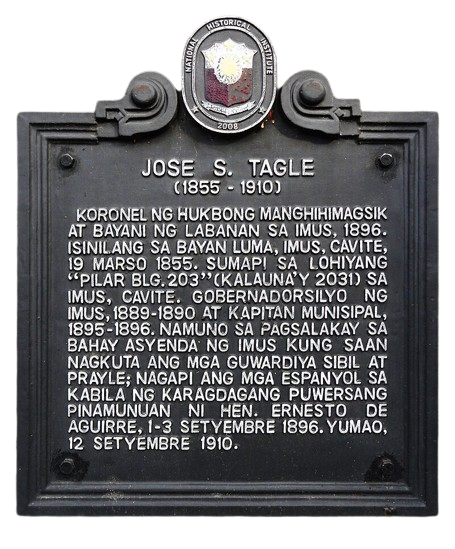 NATIONAL HISTORICAL INSTITUTE
2008
JOSE S. TAGLE
(1855 - 1910)
KORONEL NG HUKBONG MANGHIHIMAGSIK
AT BAYANI NG LABANAN SA IMUS, 1896.
ISINILANG SA BAYAN LUMA, IMUS, CAVITE,
19 MARSO 1855. SUMAPI SA LOHIYANG
"PILAR BLG. 203" (KALAUNA'Y 2031) SA
IMUS, CAVITE. GOBERNADORSILYO NG
IMUS, 1889-1890 AT KAPITAN MUNISIPAL,
1895-1896. NAMUNO SA PAGSALAKAY SA
BAHAY ASYENDA NG IMUS KUNG SAAN
NAGKUTA ANG MGA GUWARDIYA SIBIL AT
PRAYLE; NAGAPI ANG MGA ESPANYOL SA
KABILA NG KARAGDAGANG PUWERSANG
PINAMUNUAN NI HEN. ERNESTO DE
AGUIRRE, 1-3 SETYEMBRE 1896. YUMAO,
12 SETYEMBRE 1910.